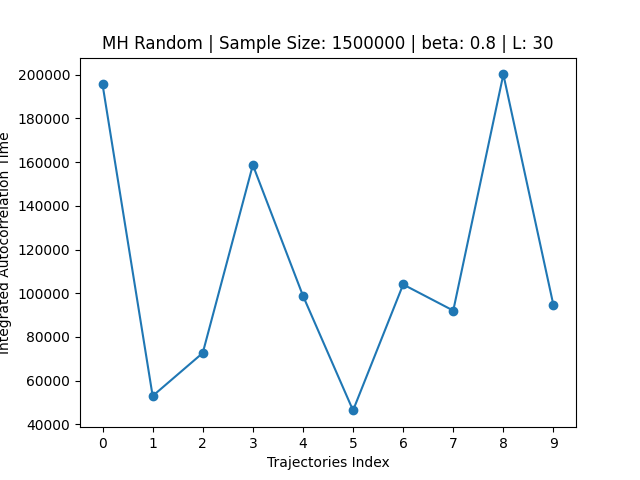 MH Random | Sample Size: 1500000 | beta: 0.8 | L: 30
Integrated Autocorrelation Time
200000
180000
160000
140000
120000
100000
80000
60000
40000
0 1 2 3 4 5 6 7 8 9
Trajectories Index